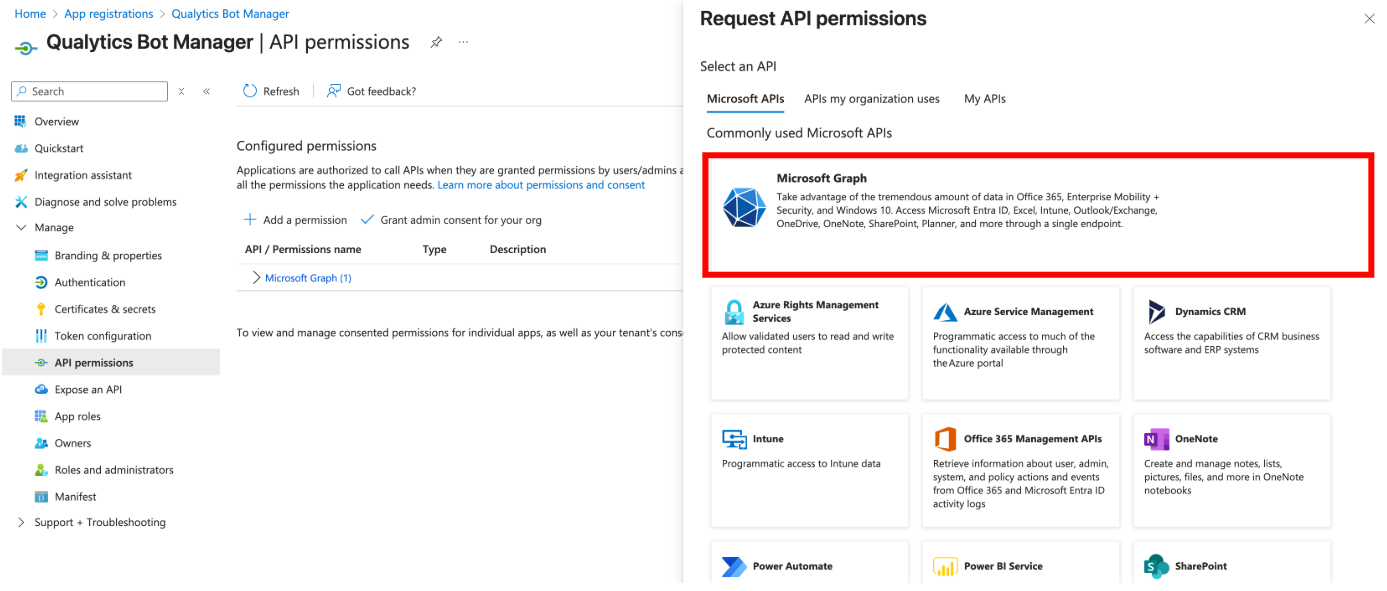 Home > App registrations > Qualytics Bot Manager
Qualytics Bot Manager | API permissions
Search
Overview
Quickstart
Integration assistant
Diagnose and solve problems
Manage
Branding & properties
Authentication
Certificates & secrets
Token configuration
API permissions
Expose an API
App roles
Owners
Roles and administrators
Manifest
Support + Troubleshooting
Refresh
Got feedback?
Configured permissions
Applications are authorized to call APIs when they are granted permissions by users/admins a
all the permissions the application needs. Learn more about permissions and consent
Add a permission
Grant admin consent for your org
API / Permissions name Type Description
Microsoft Graph (1)
To view and manage consented permissions for individual apps, as well as your tenant's conse
Request API permissions
Select an API
Microsoft APIs APIs my organization uses My APIs
Commonly used Microsoft APIs
Microsoft Graph
Take advantage of the tremendous amount of data in Office 365, Enterprise Mobility +
Security, and Windows 10. Access Microsoft Entra ID, Excel, Intune, Outlook/Exchange,
OneDrive, OneNote, SharePoint, Planner, and more through a single endpoint.
Azure Rights Management
Services
Allow validated users to read and write
protected content
Azure Service Management
Programmatic access to much of the
functionality available through
the Azure portal
Dynamics CRM
Access the capabilities of CRM business
software and ERP systems
Intune
Programmatic access to Intune data
Office 365 Management APIs
Retrieve information about user, admin,
system, and policy actions and events
from Office 365 and Microsoft Entra ID
activity logs
OneNote
Create and manage notes, lists,
pictures, files, and more in OneNote
notebooks
Power Automate
Power BI Service
SharePoint